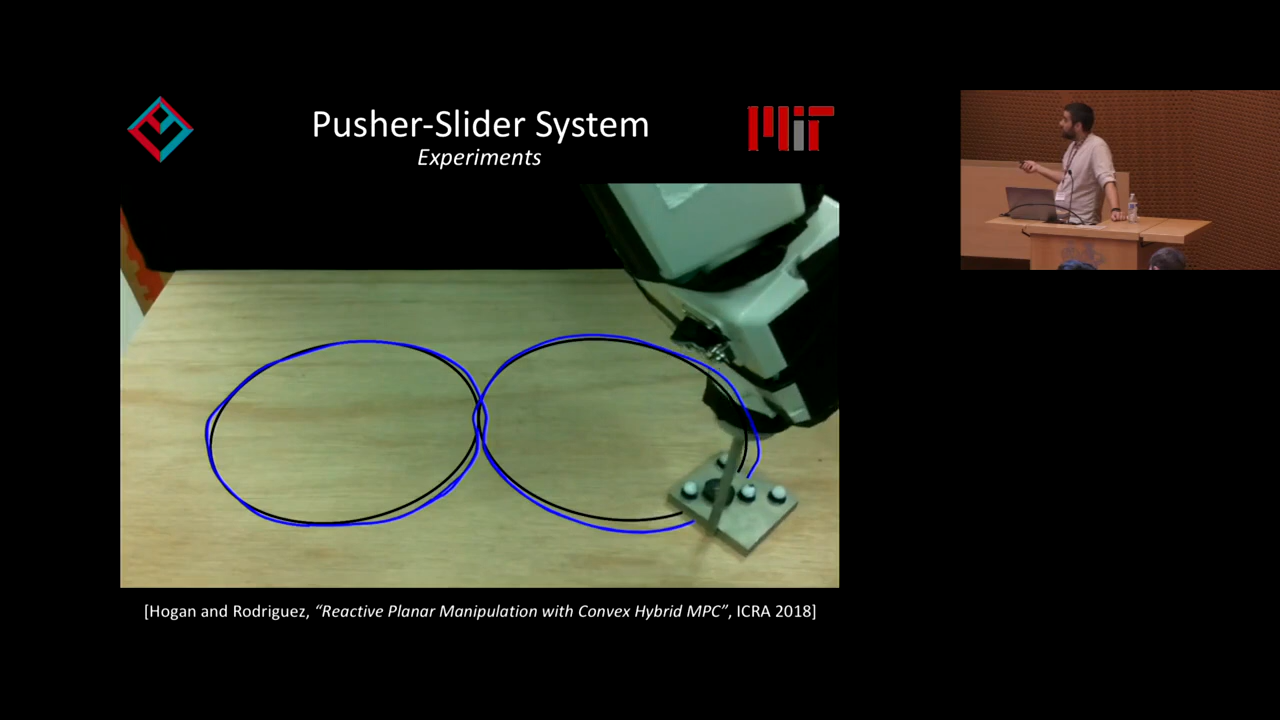 Pusher-Slider System
Experiments
MIT
[Hogan and Rodriguez, “Reactive Planar Manipulation with Convex Hybrid MPC”, ICRA 2018]